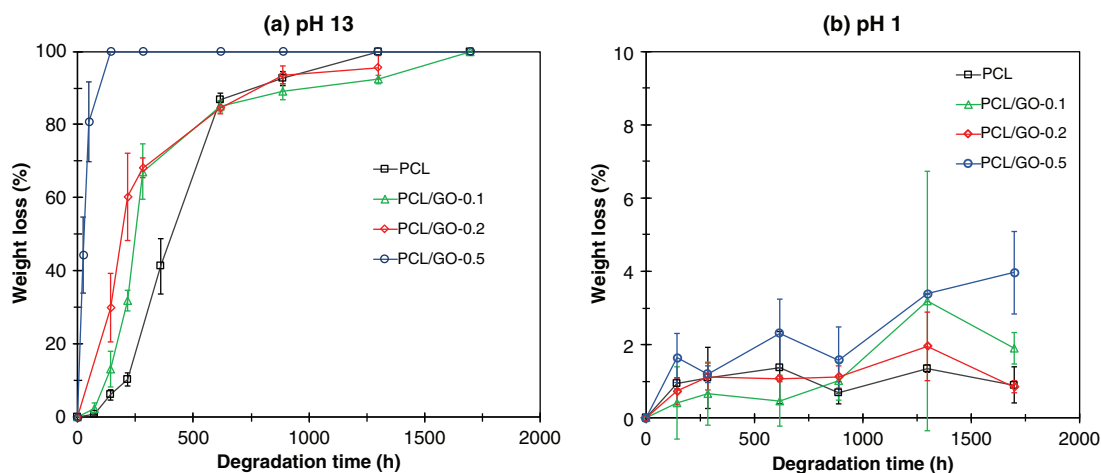 (a) pH 13
100
80
60
40
20
0
0
500
1000
1500
2000
Weight loss (%)
Degradation time (h)
PCL
PCL/GO-0.1
PCL/GO-0.2
PCL/GO-0.5
(b) pH 1
10
8
6
4
2
0
0
500
1000
1500
2000
Weight loss (%)
Degradation time (h)
PCL
PCL/GO-0.1
PCL/GO-0.2
PCL/GO-0.5